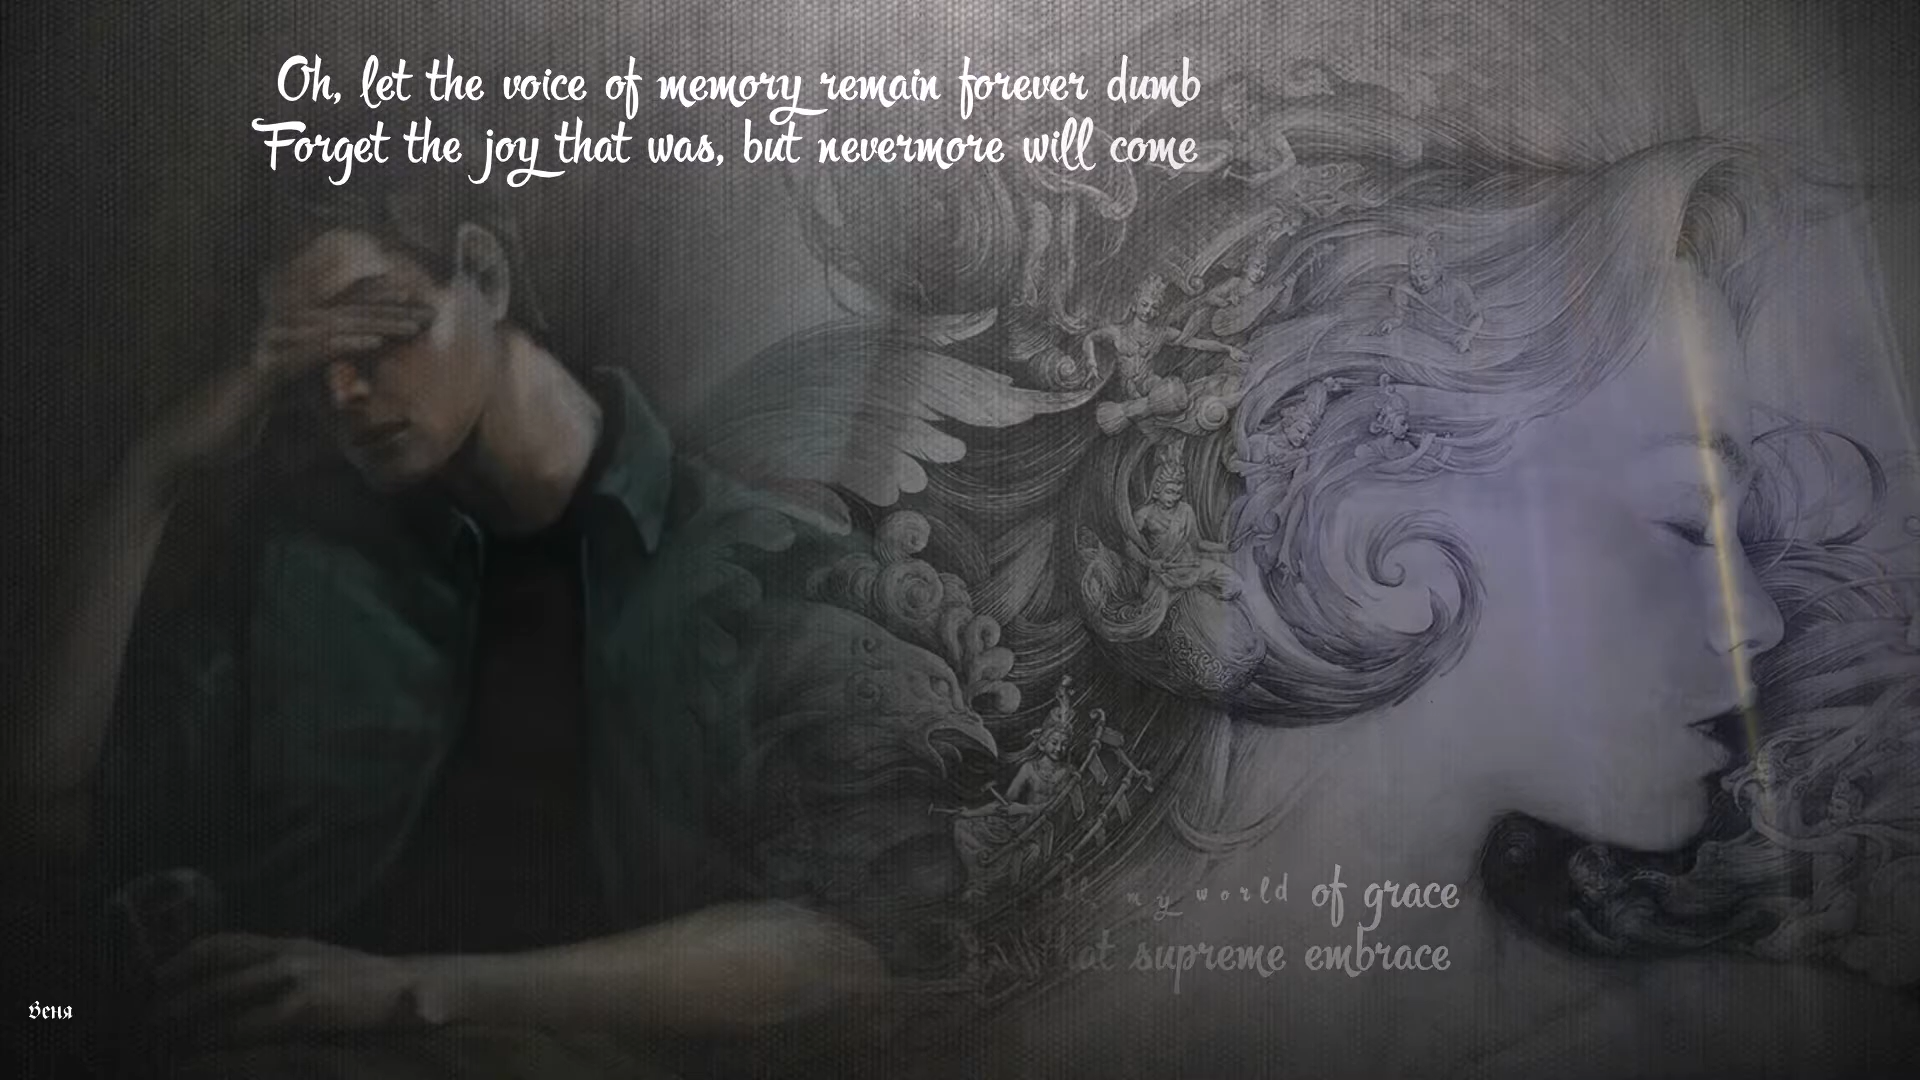 Oh, let the voice of memory remain forever dumb
Forget the joy that was, but nevermore will come
my world of grace
supreme embrace
Веня